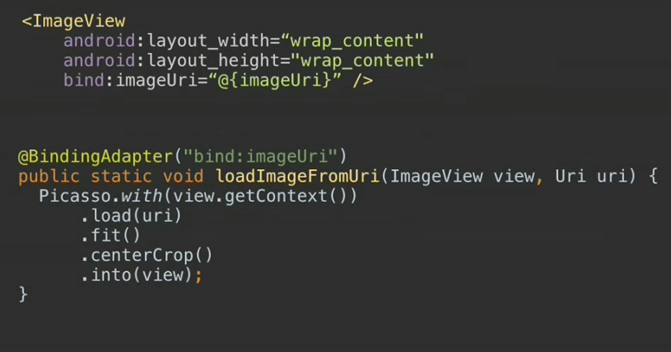 <ImageView
android:layout_width=“wrap_content"
android:layout_height="wrap_content"
bind:imageUri=“@{imageUri}” />
@BindingAdapter("bind:imageUri")
public static void loadImageFromUri(ImageView view, Uri uri) {
Picasso.with(view.getContext())
.load(uri)
.fit()
.centerCrop()
.into(view);
}